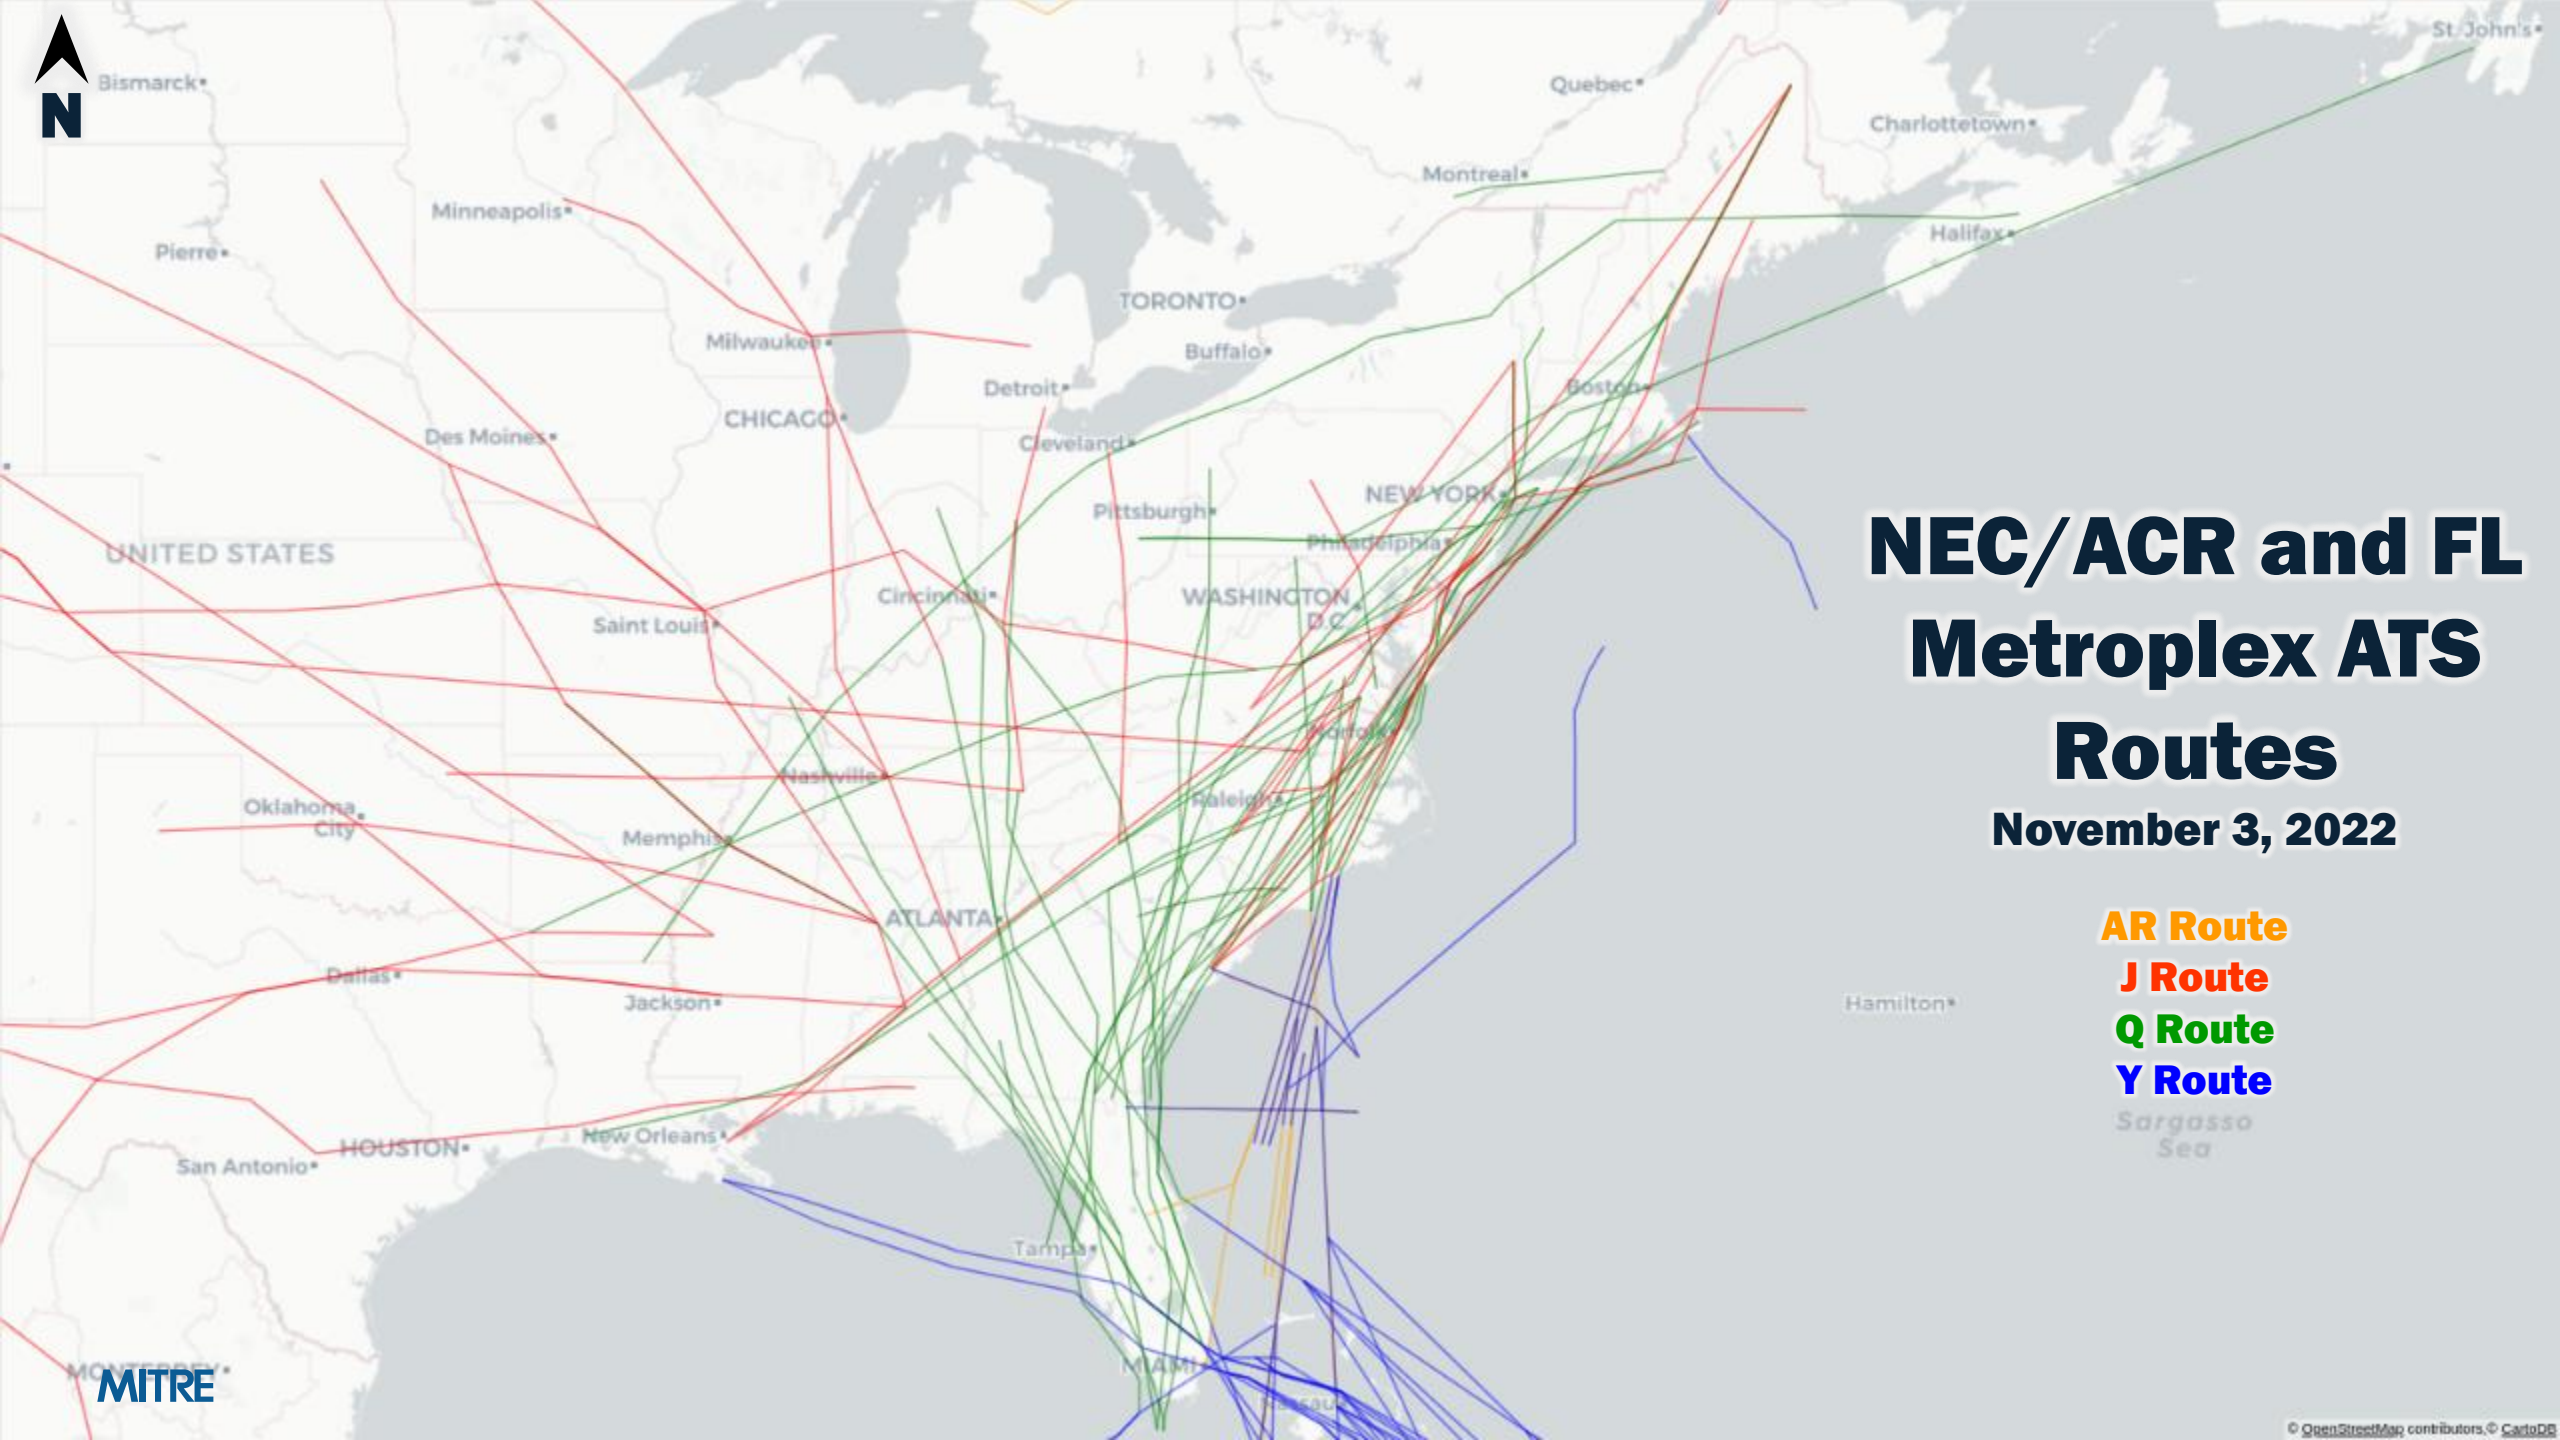 St. John's
Bismarck
N
Quebec
Charlottetown
Montreal
Minneapolis
Halifax
Pierre
TORONTO
Milwaukee
Buffalo
Detroit
CHICAGO
Boston
Des Moines
Cleveland
NEW YORK
Pittsburgh
UNITED STATES
Philadelphia
Cincinnati
WASHINGTON
D.C.
Saint Louis
Norfolk
Nashville
Raleigh
Oklahoma
City
Memphis
ATLANTA
Dallas
Jackson
Hamilton
New Orleans
HOUSTON
San Antonio
Tampa
MIAMI
MONTERREY
Nassau
NEC/ACR and FL
Metroplex ATS
Routes
November 3, 2022
AR Route
J Route
Q Route
Y Route
Sargasso
Sea
MITRE
© OpenStreetMap contributors,© CartoDB